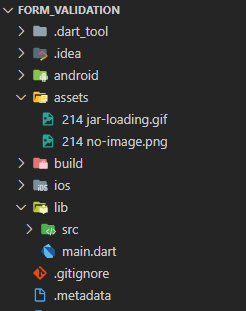 FORM_VALIDATION
.dart_tool
.idea
android
assets
214 jar-loading.gif
214 no-image.png
build
ios
lib
src
main.dart
.gitignore
.metadata